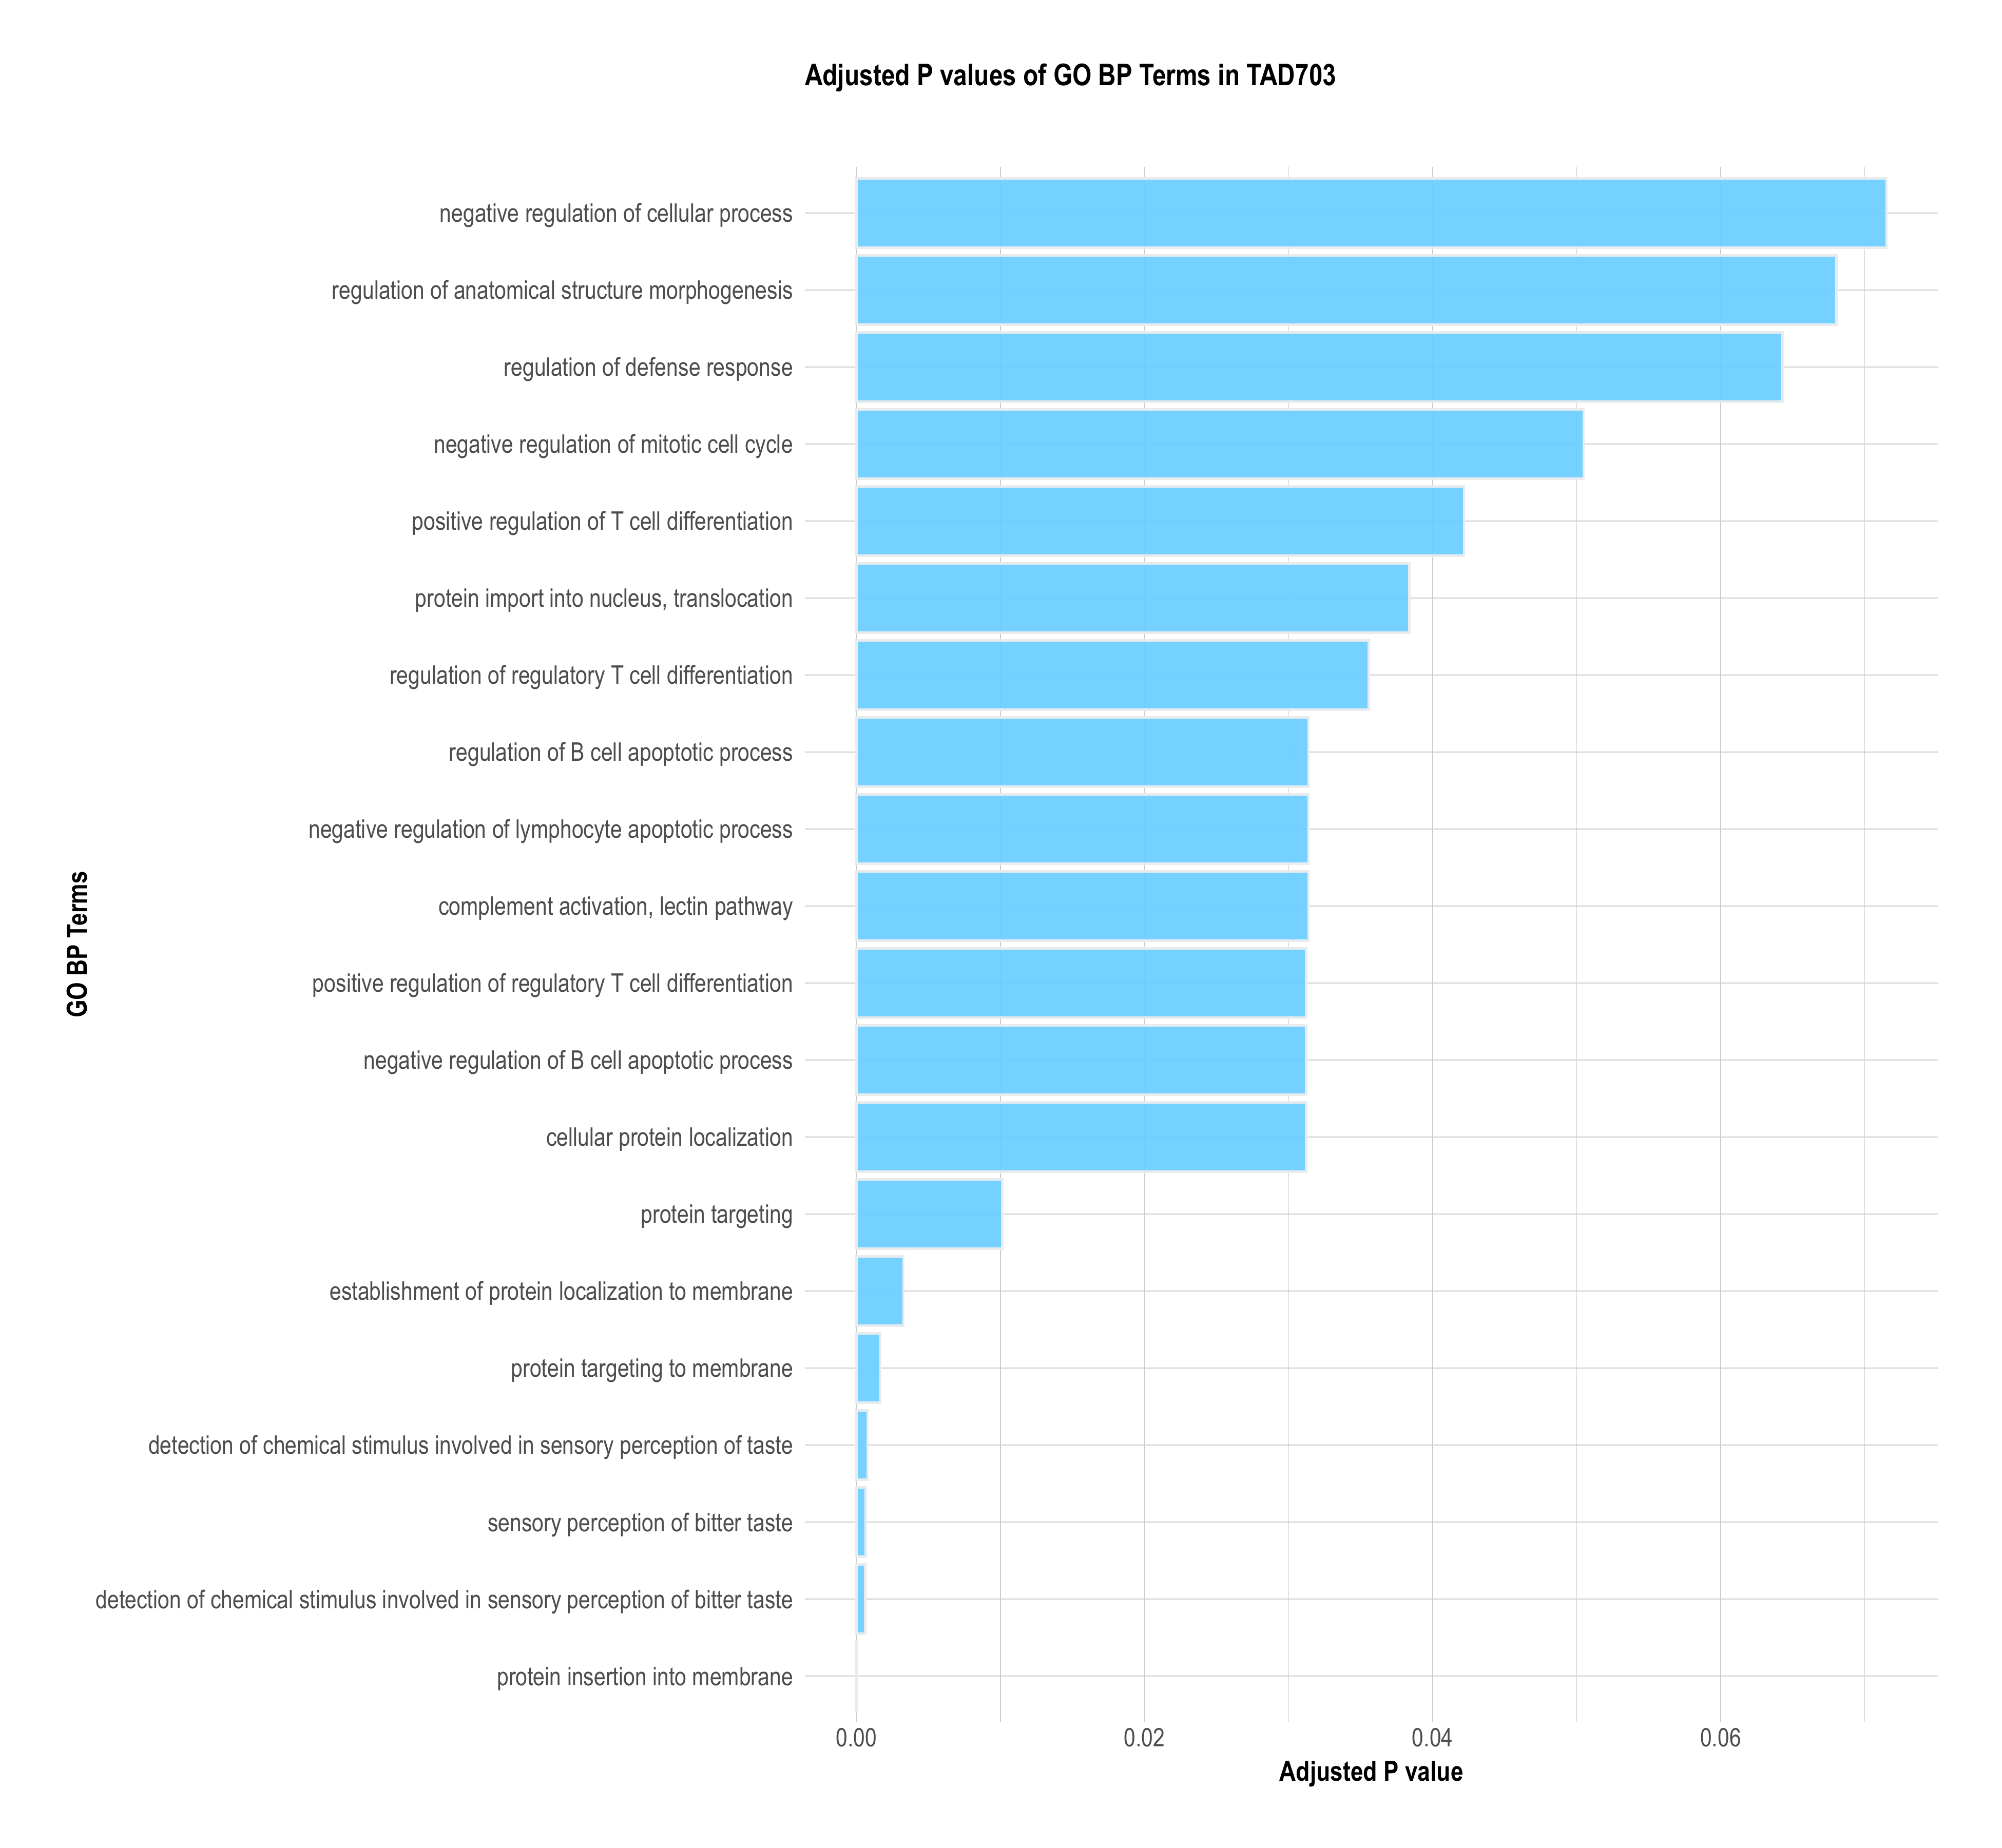 Adjusted P values of GO BP Terms in TAD703
negative regulation of cellular process
regulation of anatomical structure morphogenesis
regulation of defense response
negative regulation of mitotic cell cycle
positive regulation of T cell differentiation
protein import into nucleus, translocation
regulation of regulatory T cell differentiation
regulation of B cell apoptotic process
negative regulation of lymphocyte apoptotic process
complement activation, lectin pathway
positive regulation of regulatory T cell differentiation
negative regulation of B cell apoptotic process
cellular protein localization
protein targeting
establishment of protein localization to membrane
protein targeting to membrane
detection of chemical stimulus involved in sensory perception of taste
sensory perception of bitter taste
detection of chemical stimulus involved in sensory perception of bitter taste
protein insertion into membrane
GO BP Terms
0.00 0.02 0.04 0.06
Adjusted P value